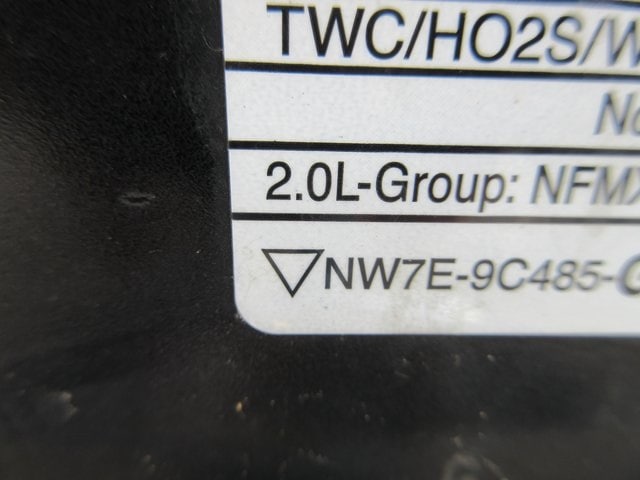 TWC/HO2S/W
No
2.0L-Group: NFMX
▽NW7E-9C485-G